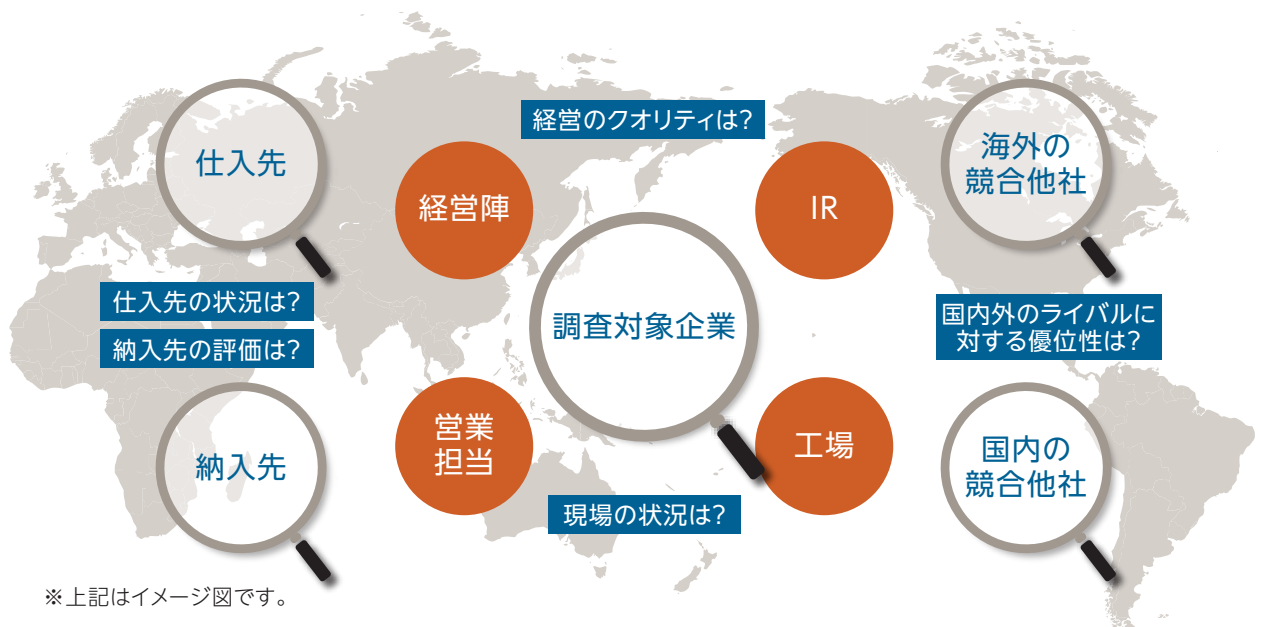 経営のクオリティは?
仕入先
経営陣
IR
海外の
競合他社
調査対象企業
仕入先の状況は?
納入先の評価は?
国内外のライバルに
対する優位性は?
納入先
営業
担当
工場
国内の
競合他社
現場の状況は?
※上記はイメージ図です。